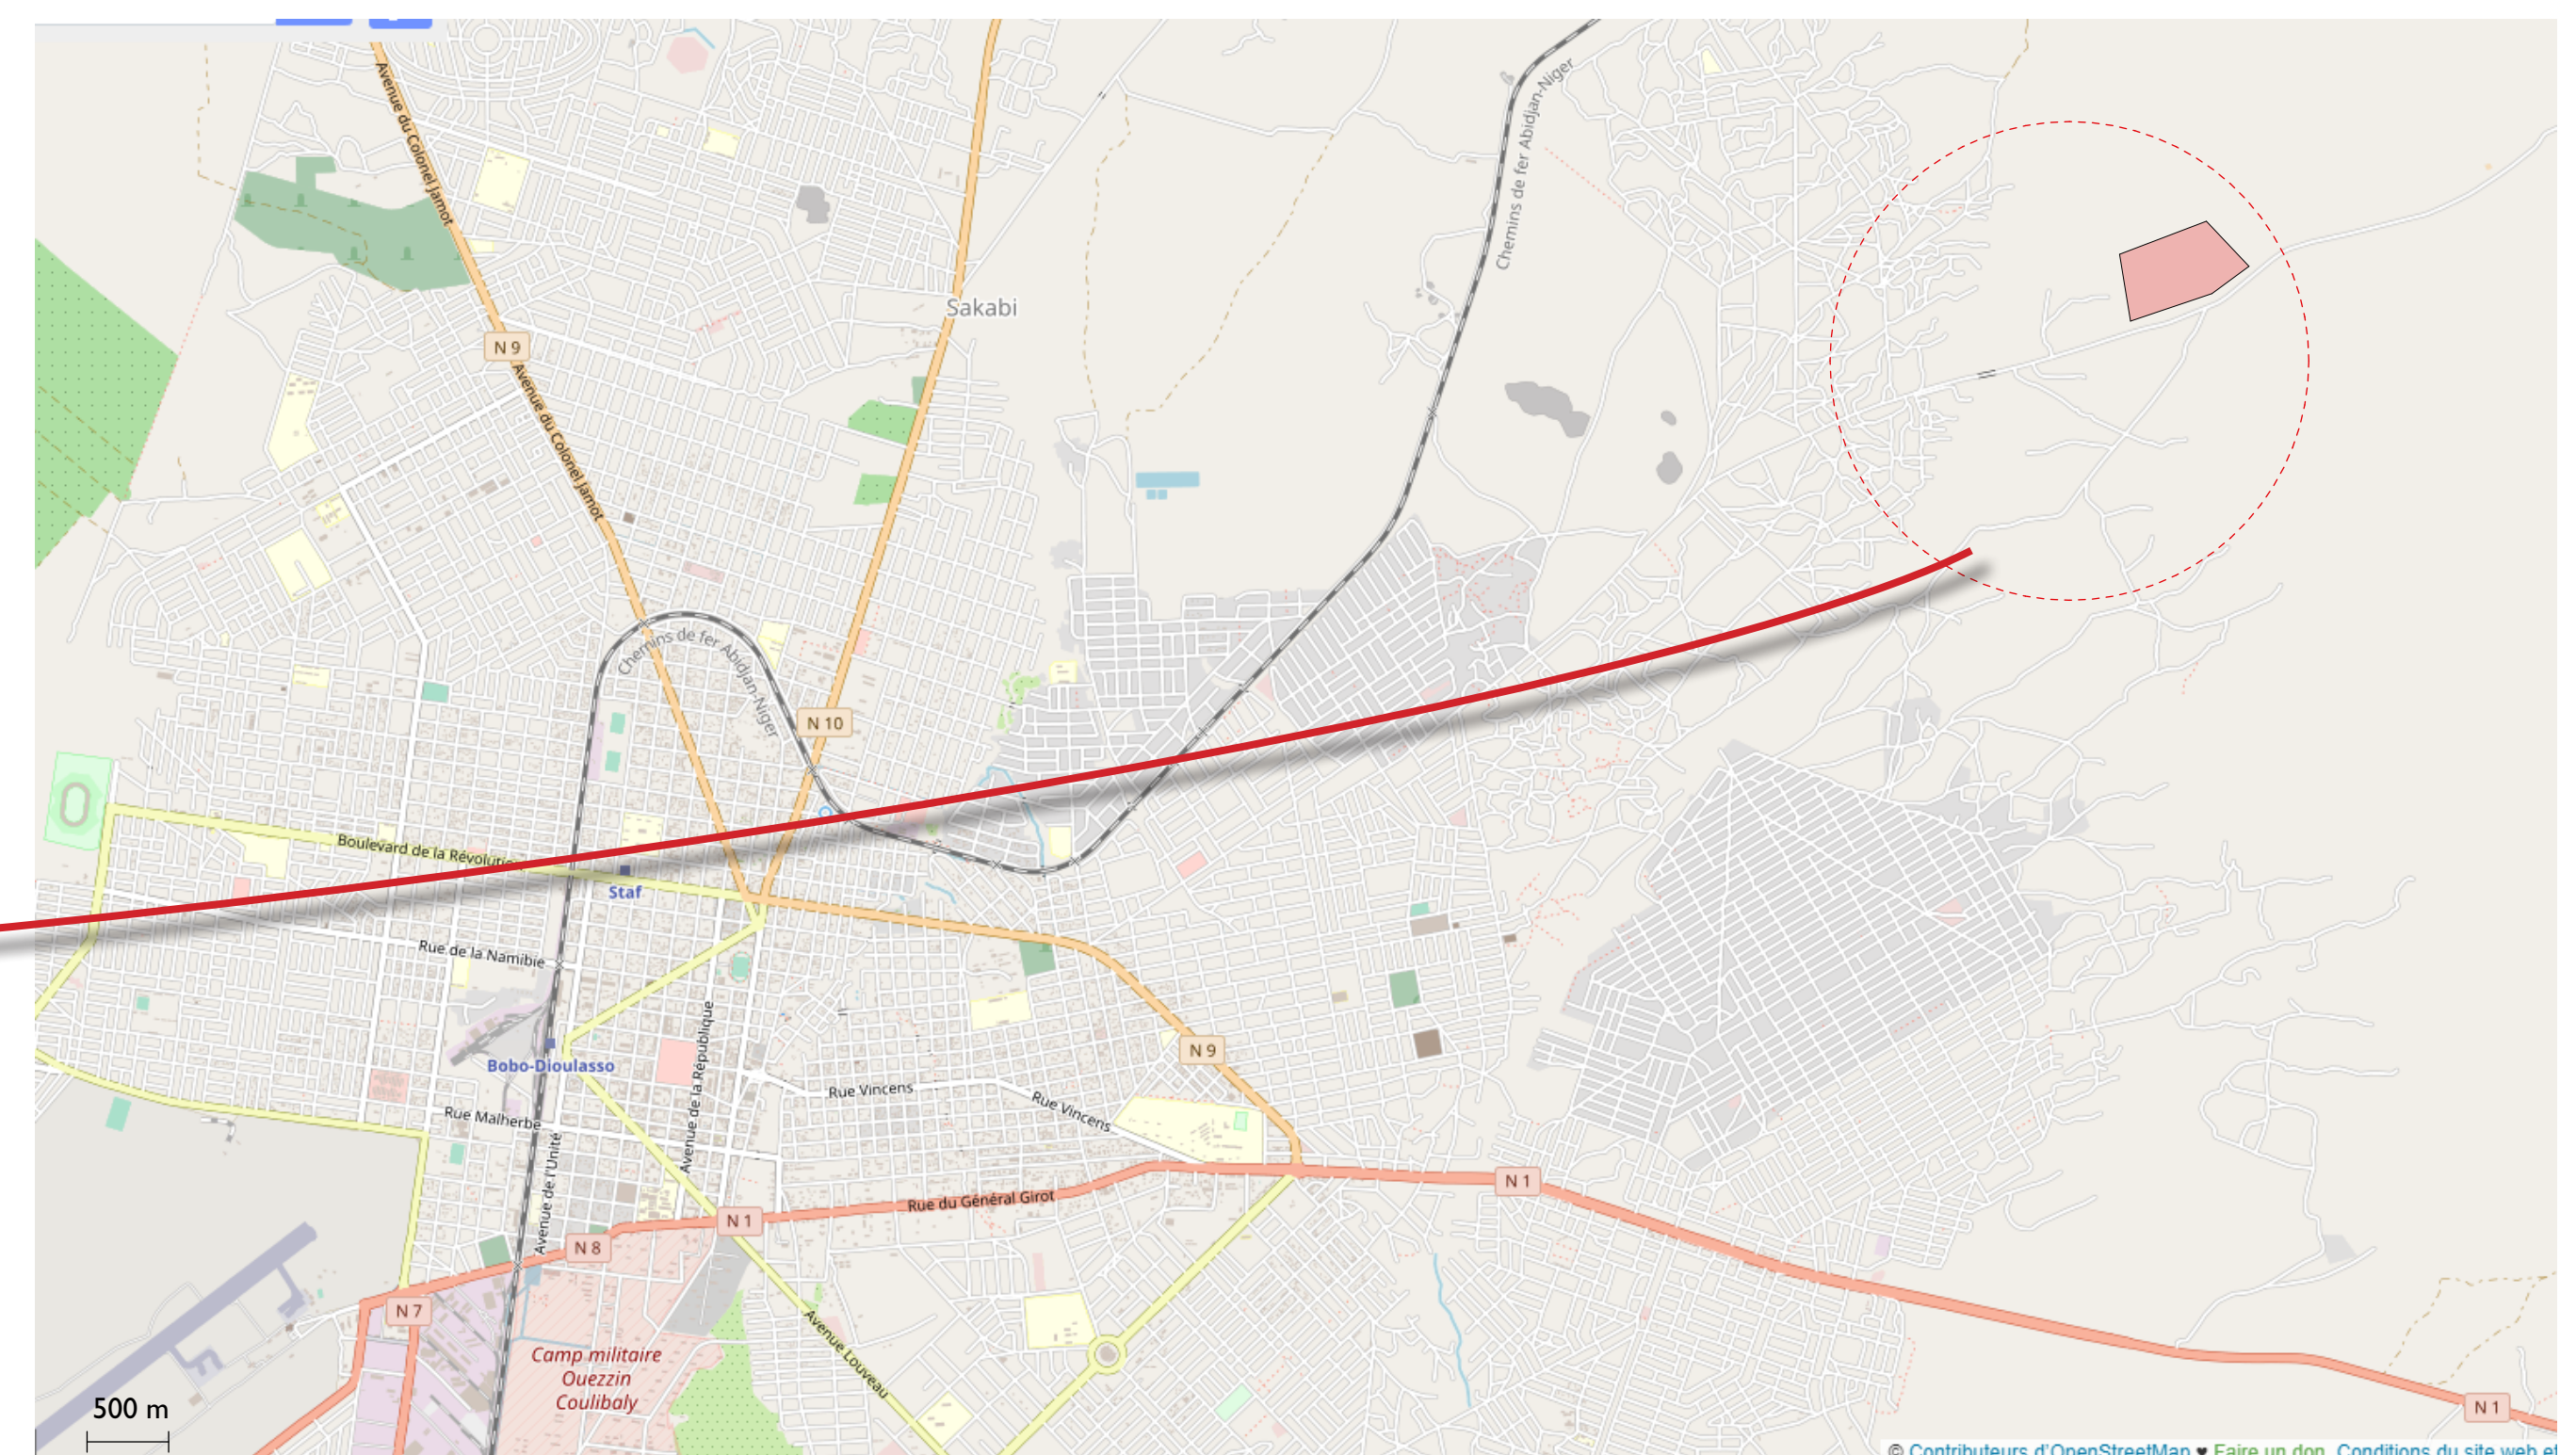 Avenue du Colonel Jamot
Chemins de fer Abidjan-Niger
Sakabi
N 9
Avenue du Colonel Jamot
Chemins de fer Abidjan-Niger
N 10
Boulevard de la Révolution
Staf
Rue de la Namibie
Avenue de la République
N 9
Bobo-Dioulasso
Rue Vincens
Rue Vincens
Rue Malherbe
Avenue de l'Unité
N 1
Rue du Général Girot
N 1
N 8
N 7
Avenue Louveau
Camp militaire
Ouezzin
Coulibaly
500 m
N 1
© Contributeurs d'OpenStreetMap ♥ Faire un don. Conditions du site web et